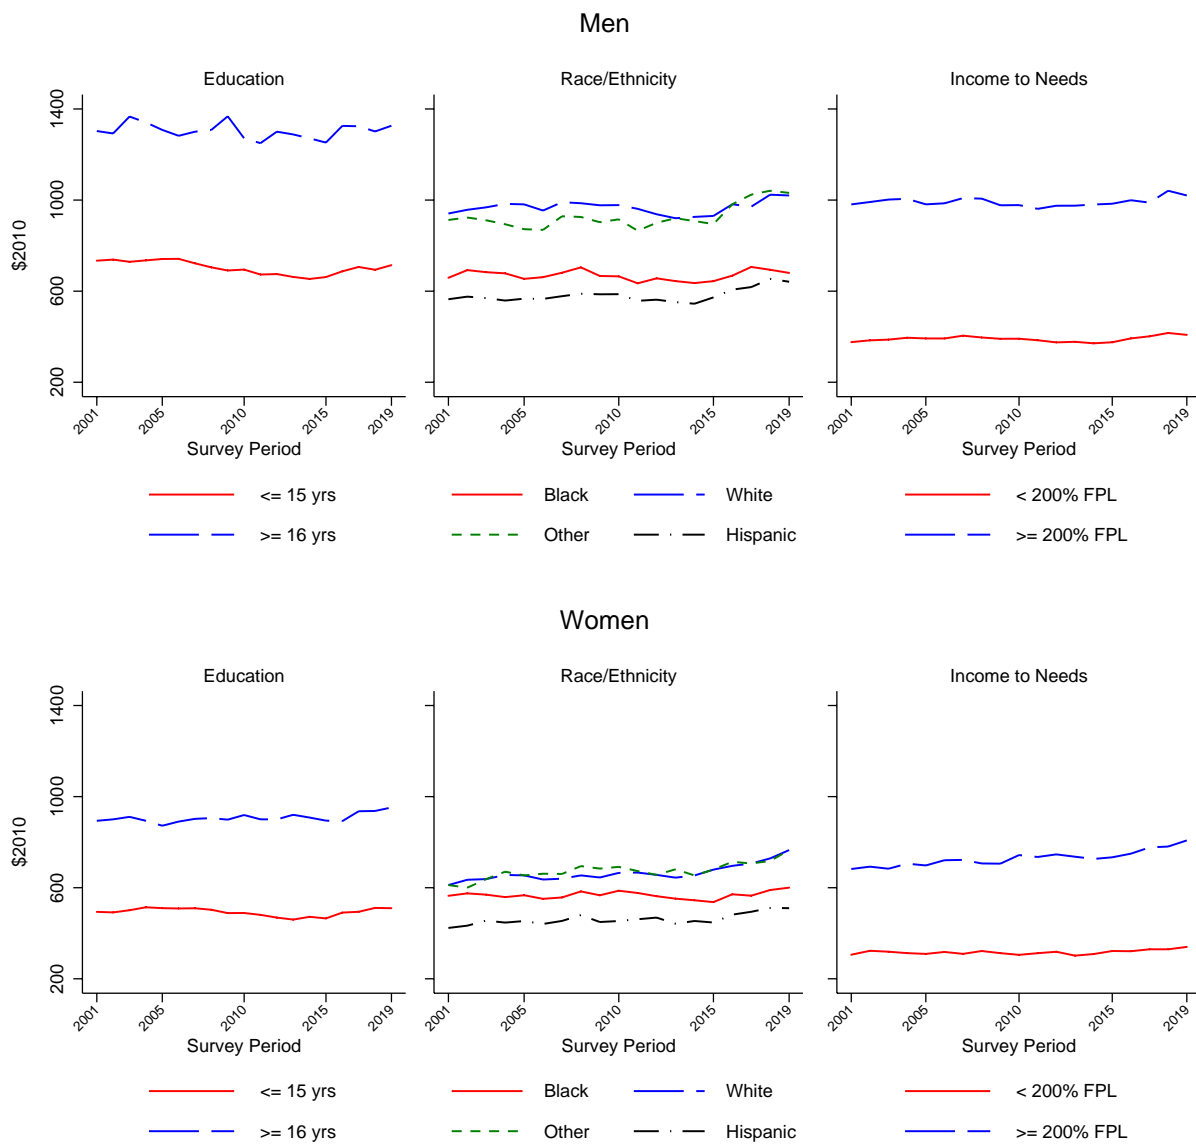 Men
Education
Race/Ethnicity
Income to Needs
$2010
1400
1000
600
200
2001 2005 2010 2015 2019
2001 2005 2010 2015 2019
2001 2005 2010 2015 2019
Survey Period
Survey Period
Survey Period
<= 15 yrs
Black
White
< 200% FPL
>= 16 yrs
Other
Hispanic
>= 200% FPL
Women
Education
Race/Ethnicity
Income to Needs
$2010
1400
1000
600
200
2001 2005 2010 2015 2019
2001 2005 2010 2015 2019
2001 2005 2010 2015 2019
Survey Period
Survey Period
Survey Period
<= 15 yrs
Black
White
< 200% FPL
>= 16 yrs
Other
Hispanic
>= 200% FPL